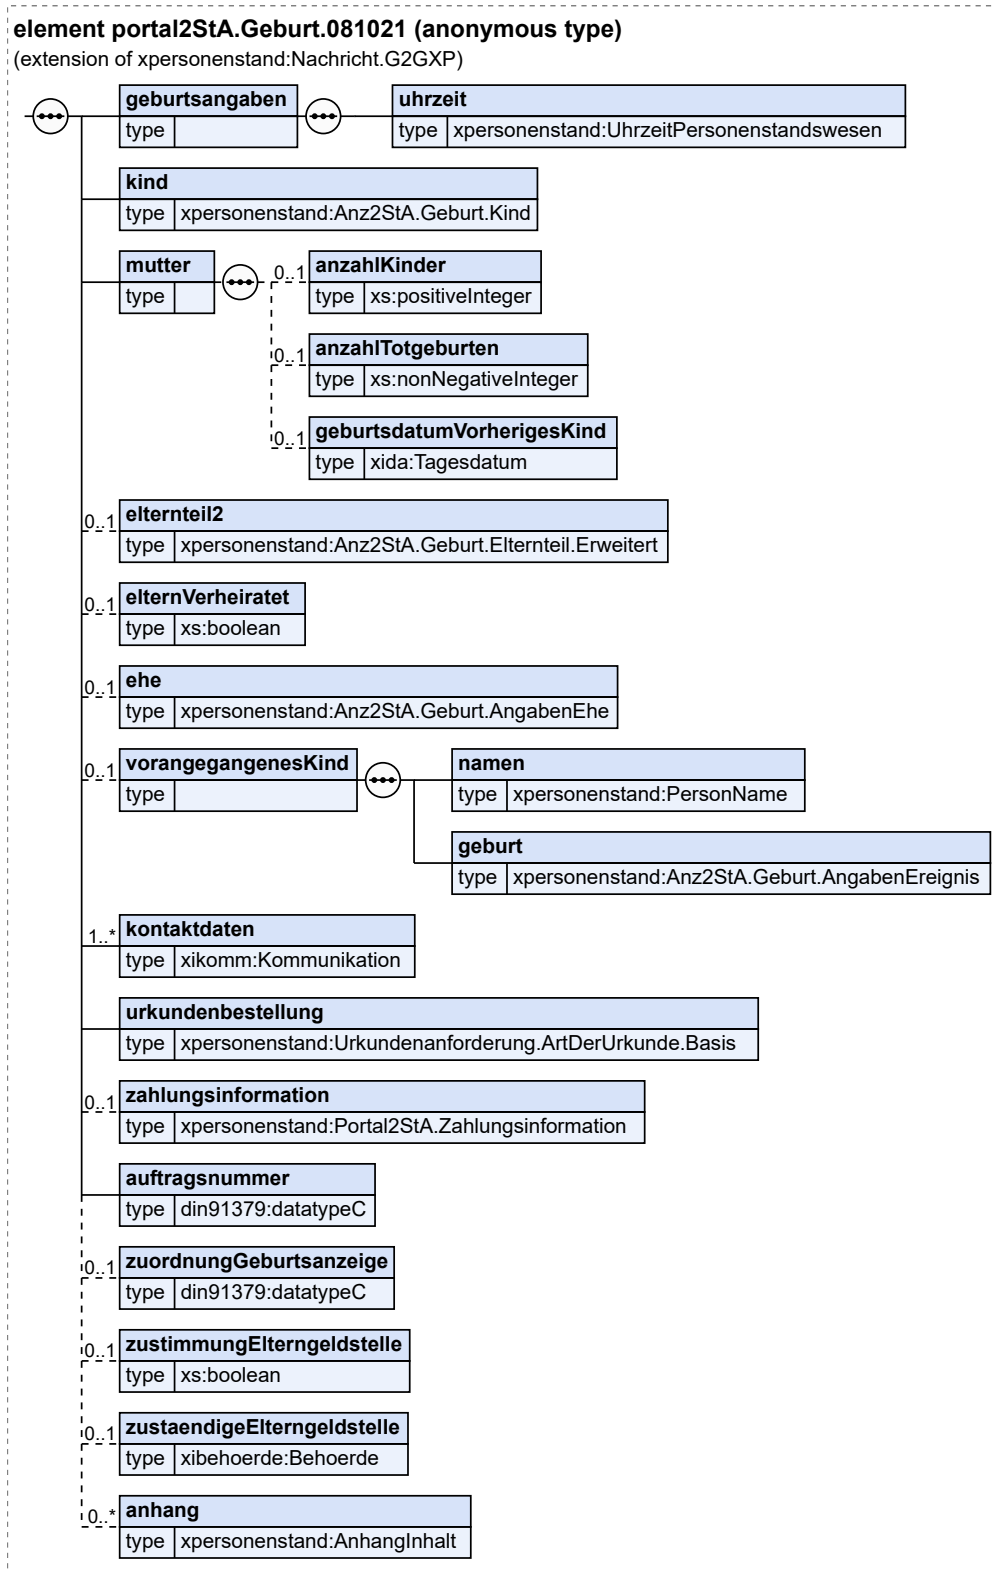 element portal2StA.Geburt.081021 (anonymous type)
(extension of xpersonenstand:Nachricht.G2GXP)
geburtsangaben
type
uhrzeit
type xpersonenstand:UhrzeitPersonenstandswesen
kind
type xpersonenstand:Anz2StA.Geburt.Kind
mutter
type
0..1 anzahlKinder
type xs:positiveInteger
0..1 anzahlTotgeburten
type xs:nonNegativeInteger
0..1 geburtsdatumVorherigesKind
type xida:Tagesdatum
0..1 elternteil2
type xpersonenstand:Anz2StA.Geburt.Elternteil.Erweitert
0..1 elternVerheiratet
type xs:boolean
0..1 ehe
type xpersonenstand:Anz2StA.Geburt.AngabenEhe
0..1 vorangegangenesKind
type
namen
type xpersonenstand:PersonName
geburt
type xpersonenstand:Anz2StA.Geburt.AngabenEreignis
1..* kontaktdaten
type xikomm:Kommunikation
urkundenbestellung
type xpersonenstand:Urkundenanforderung.ArtDerUrkunde.Basis
0..1 zahlungsinformation
type xpersonenstand:Portal2StA.Zahlungsinformation
auftragsnummer
type din91379:datatypeC
0..1 zuordnungGeburtsanzeige
type din91379:datatypeC
0..1 zustimmungElterngeldstelle
type xs:boolean
0..1 zustaendigeElterngeldstelle
type xibehoerde:Behoerde
0..* anhang
type xpersonenstand:AnhangInhalt